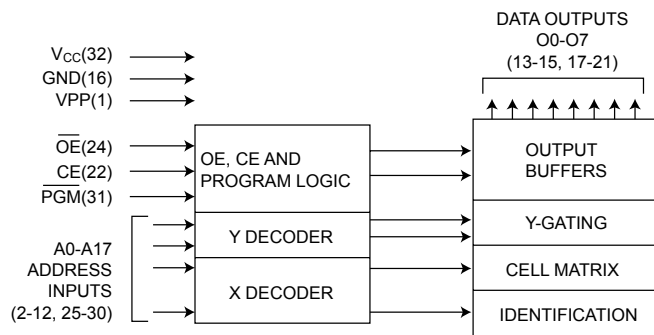 DATA OUTPUTS
O0-O7
(13-15, 17-21)
VCC(32)
GND(16)
VPP(1)
OE(24)
CE(22)
PGM(31)
OE, CE AND
PROGRAM LOGIC
OUTPUT
BUFFERS
A0-A17
ADDRESS
INPUTS
(2-12, 25-30)
Y DECODER
Y-GATING
X DECODER
CELL MATRIX
IDENTIFICATION